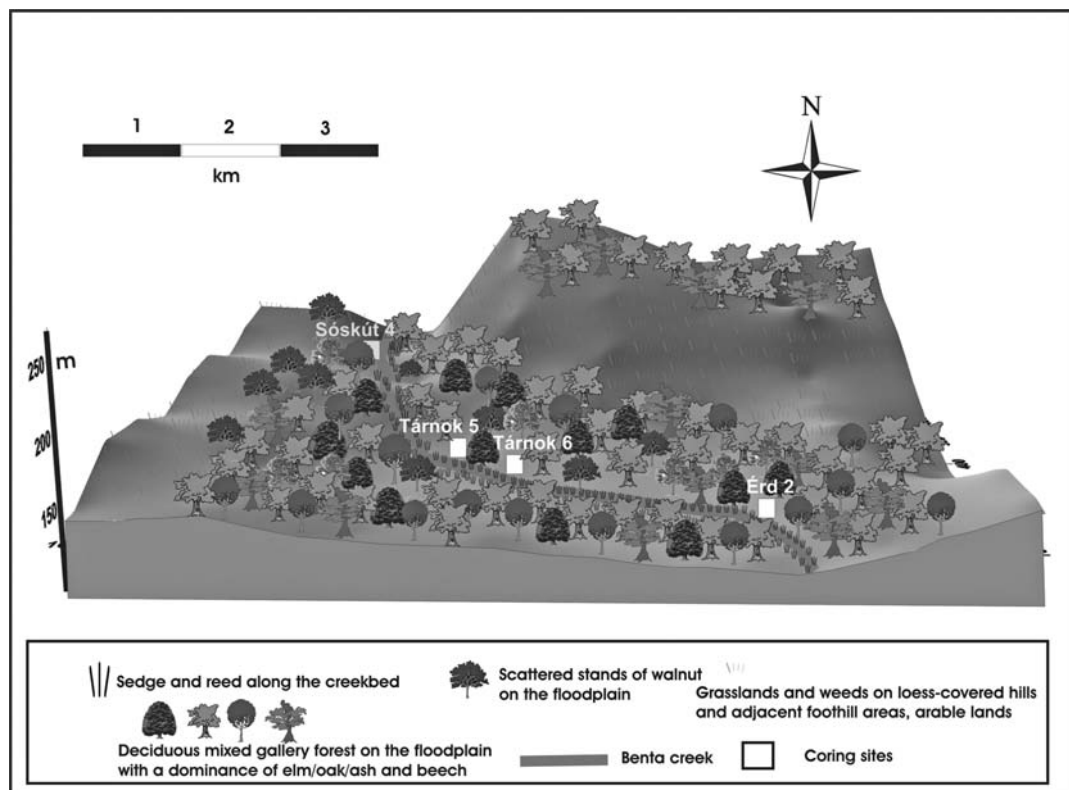 1 2 3
km
N
250 m
200
150
Sóskút 4
Tárnok 5
Tárnok 6
Érd 2
Sedge and reed along the creekbed
Deciduous mixed gallery forest on the floodplain
with a dominance of elm/oak/ash and beech
Scattered stands of walnut
on the floodplain
Benta creek
Grasslands and weeds on loess-covered hills
and adjacent foothill areas, arable lands
Coring sites